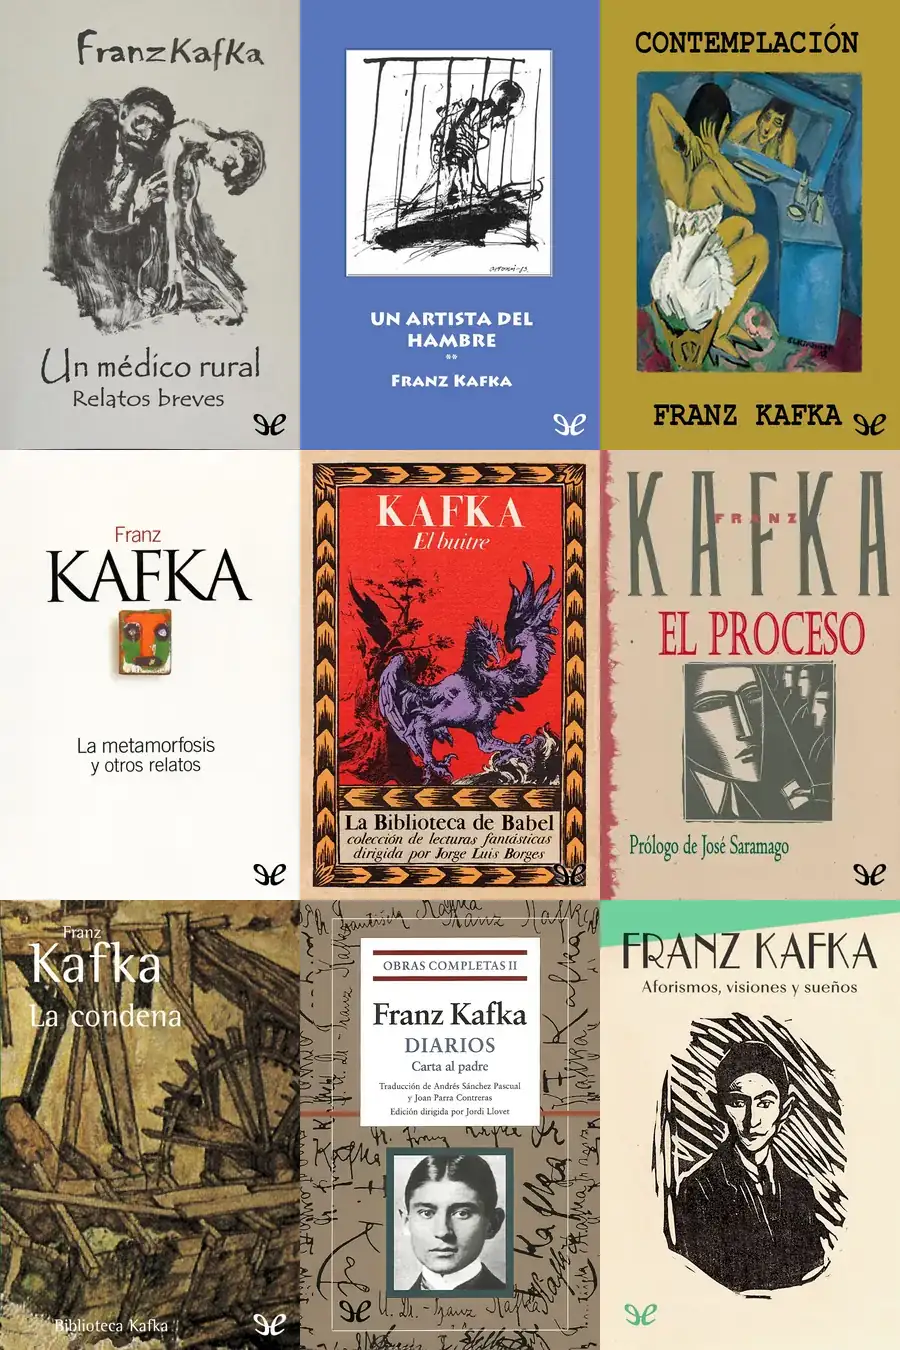 Franz Kafka
Un médico rural
Relatos breves
UN ARTISTA DEL
HAMBRE
**
FRANZ KAFKA
CONTEMPLACIÓN
FRANZ KAFKA
Franz
KAFKA
La metamorfosis
y otros relatos
KAFKA
El buitre
La Biblioteca de Babel
colección de lecturas fantásticas
dirigida por Jorge Luis Borges
KAFKA
FRANZ
EL PROCESO
Prólogo de José Saramago
Franz
Kafka
La condena
Biblioteca Kafka
OBRAS COMPLETAS II
Franz Kafka
DIARIOS
Carta al padre
Traducción de Andrés Sánchez Pascual
y Joan Parra Contreras
Edición dirigida por Jordi Llovet
FRANZ KAFKA
Aforismos, visiones y sueños